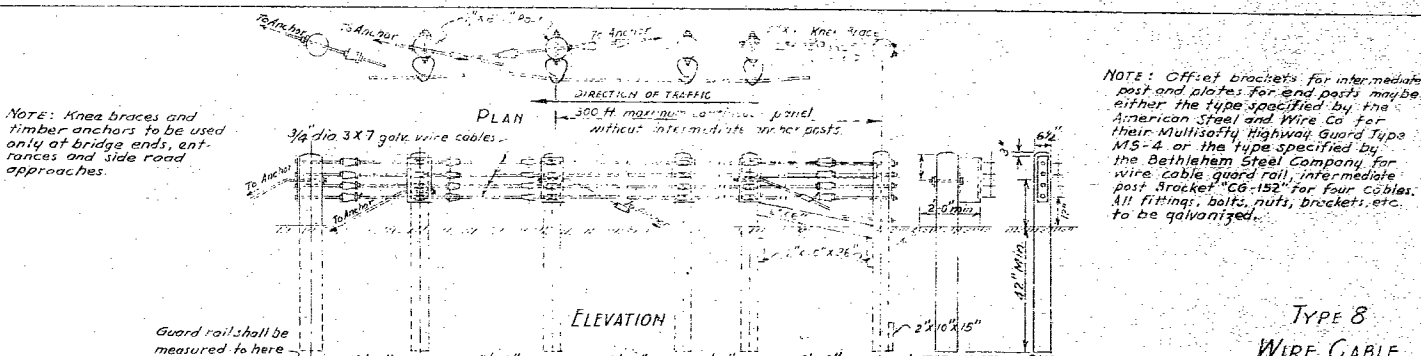 To Anchor
To Anchor
To Anchor
Knee Brace
DIRECTION OF TRAFFIC
PLAN
300 ft. maximum panel
without intermediate anchor posts.
NOTE: Knee braces and
timber anchors to be used
only at bridge ends, ent-
rances and side road
approaches.
3/4" dia. 3 X 7 galv. wire cables
NOTE: Offset brackets for intermediate
post and plates for end posts may be
either the type specified by the
American Steel and Wire Co for
their Multisafty Highway Guard Type
MS-4 or the type specified by
the Bethlehem Steel Company for
wire cable guard rail, intermediate
post Bracket "CG-152" for four cables.
All fittings, bolts, nuts, brackets, etc.
to be galvanized.
6½"
3"
To Anchor
To Anchor
2'-0" min.
42" Min.
ELEVATION
2"x10"x15"
Guard rail shall be
measured to here
TYPE 8
WIRE CABLE